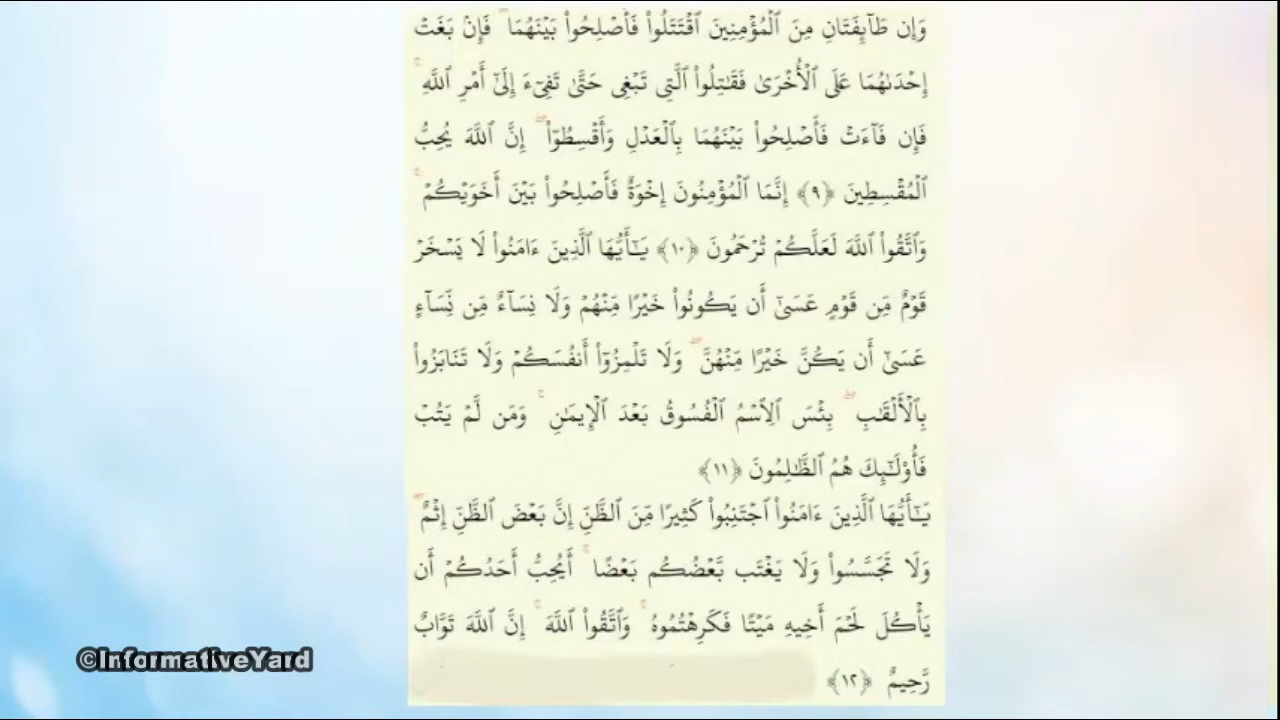 وَإِن طَآئِفَتَانِ مِنَ ٱلْمُؤْمِنِينَ ٱقْتَتَلُوا۟ فَأَصْلِحُوا۟ بَيْنَهُمَا ۖ فَإِنۢ بَغَتْ
إِحْدَىٰهُمَا عَلَى ٱلْأُخْرَىٰ فَقَـٰتِلُوا۟ ٱلَّتِى تَبْغِى حَتَّىٰ تَفِىٓءَ إِلَىٰٓ أَمْرِ ٱللَّهِ ۚ
فَإِن فَآءَتْ فَأَصْلِحُوا۟ بَيْنَهُمَا بِٱلْعَدْلِ وَأَقْسِطُوٓا۟ ۖ إِنَّ ٱللَّهَ يُحِبُّ
ٱلْمُقْسِطِينَ ﴿٩﴾ إِنَّمَا ٱلْمُؤْمِنُونَ إِخْوَةٌ فَأَصْلِحُوا۟ بَيْنَ أَخَوَيْكُمْ ۚ
وَٱتَّقُوا۟ ٱللَّهَ لَعَلَّكُمْ تُرْحَمُونَ ﴿١٠﴾ يَـٰٓأَيُّهَا ٱلَّذِينَ ءَامَنُوا۟ لَا يَسْخَرْ
قَوْمٌ مِّن قَوْمٍ عَسَىٰٓ أَن يَكُونُوا۟ خَيْرًا مِّنْهُمْ وَلَا نِسَآءٌ مِّن نِّسَآءٍ
عَسَىٰٓ أَن يَكُنَّ خَيْرًا مِّنْهُنَّ ۖ وَلَا تَلْمِزُوٓا۟ أَنفُسَكُمْ وَلَا تَنَابَزُوا۟
بِٱلْأَلْقَـٰبِ ۖ بِئْسَ ٱلِٱسْمُ ٱلْفُسُوقُ بَعْدَ ٱلْإِيمَـٰنِ ۚ وَمَن لَّمْ يَتُبْ
فَأُو۟لَـٰٓئِكَ هُمُ ٱلظَّـٰلِمُونَ ﴿١١﴾
يَـٰٓأَيُّهَا ٱلَّذِينَ ءَامَنُوا۟ ٱجْتَنِبُوا۟ كَثِيرًا مِّنَ ٱلظَّنِّ إِنَّ بَعْضَ ٱلظَّنِّ إِثْمٌ ۖ
وَلَا تَجَسَّسُوا۟ وَلَا يَغْتَب بَّعْضُكُم بَعْضًا ۚ أَيُحِبُّ أَحَدُكُمْ أَن
يَأْكُلَ لَحْمَ أَخِيهِ مَيْتًا فَكَرِهْتُمُوهُ ۚ وَٱتَّقُوا۟ ٱللَّهَ ۚ إِنَّ ٱللَّهَ تَوَّابٌ
رَّحِيمٌ ﴿١٢﴾
©InformativeYard